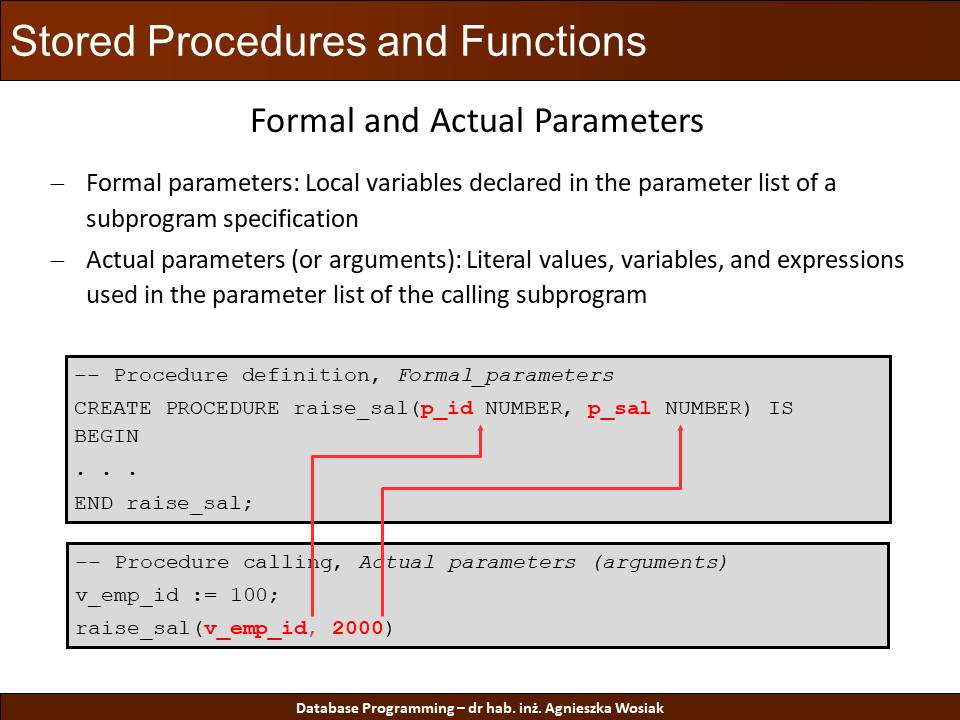 Stored Procedures and Functions
Formal and Actual Parameters
– Formal parameters: Local variables declared in the parameter list of a
subprogram specification
– Actual parameters (or arguments): Literal values, variables, and expressions
used in the parameter list of the calling subprogram
-- Procedure definition, Formal_parameters
CREATE PROCEDURE raise_sal(p_id NUMBER, p_sal NUMBER) IS
BEGIN
. . .
END raise_sal;
-- Procedure calling, Actual parameters (arguments)
v_emp_id := 100;
raise_sal(v_emp_id, 2000)
Database Programming – dr hab. inż. Agnieszka Wosiak